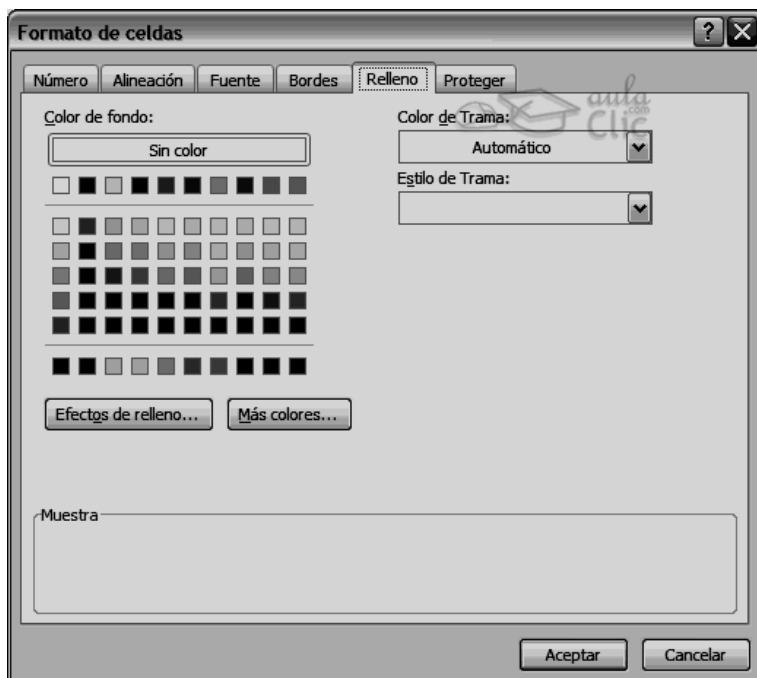 Formato de celdas
Número Alineación Fuente Bordes Relleno Proteger
aula
.com
Clic
Color de fondo:
Color de Trama:
Sin color
Automático
Estilo de Trama:
Efectos de relleno...
Más colores...
Muestra
Aceptar
Cancelar